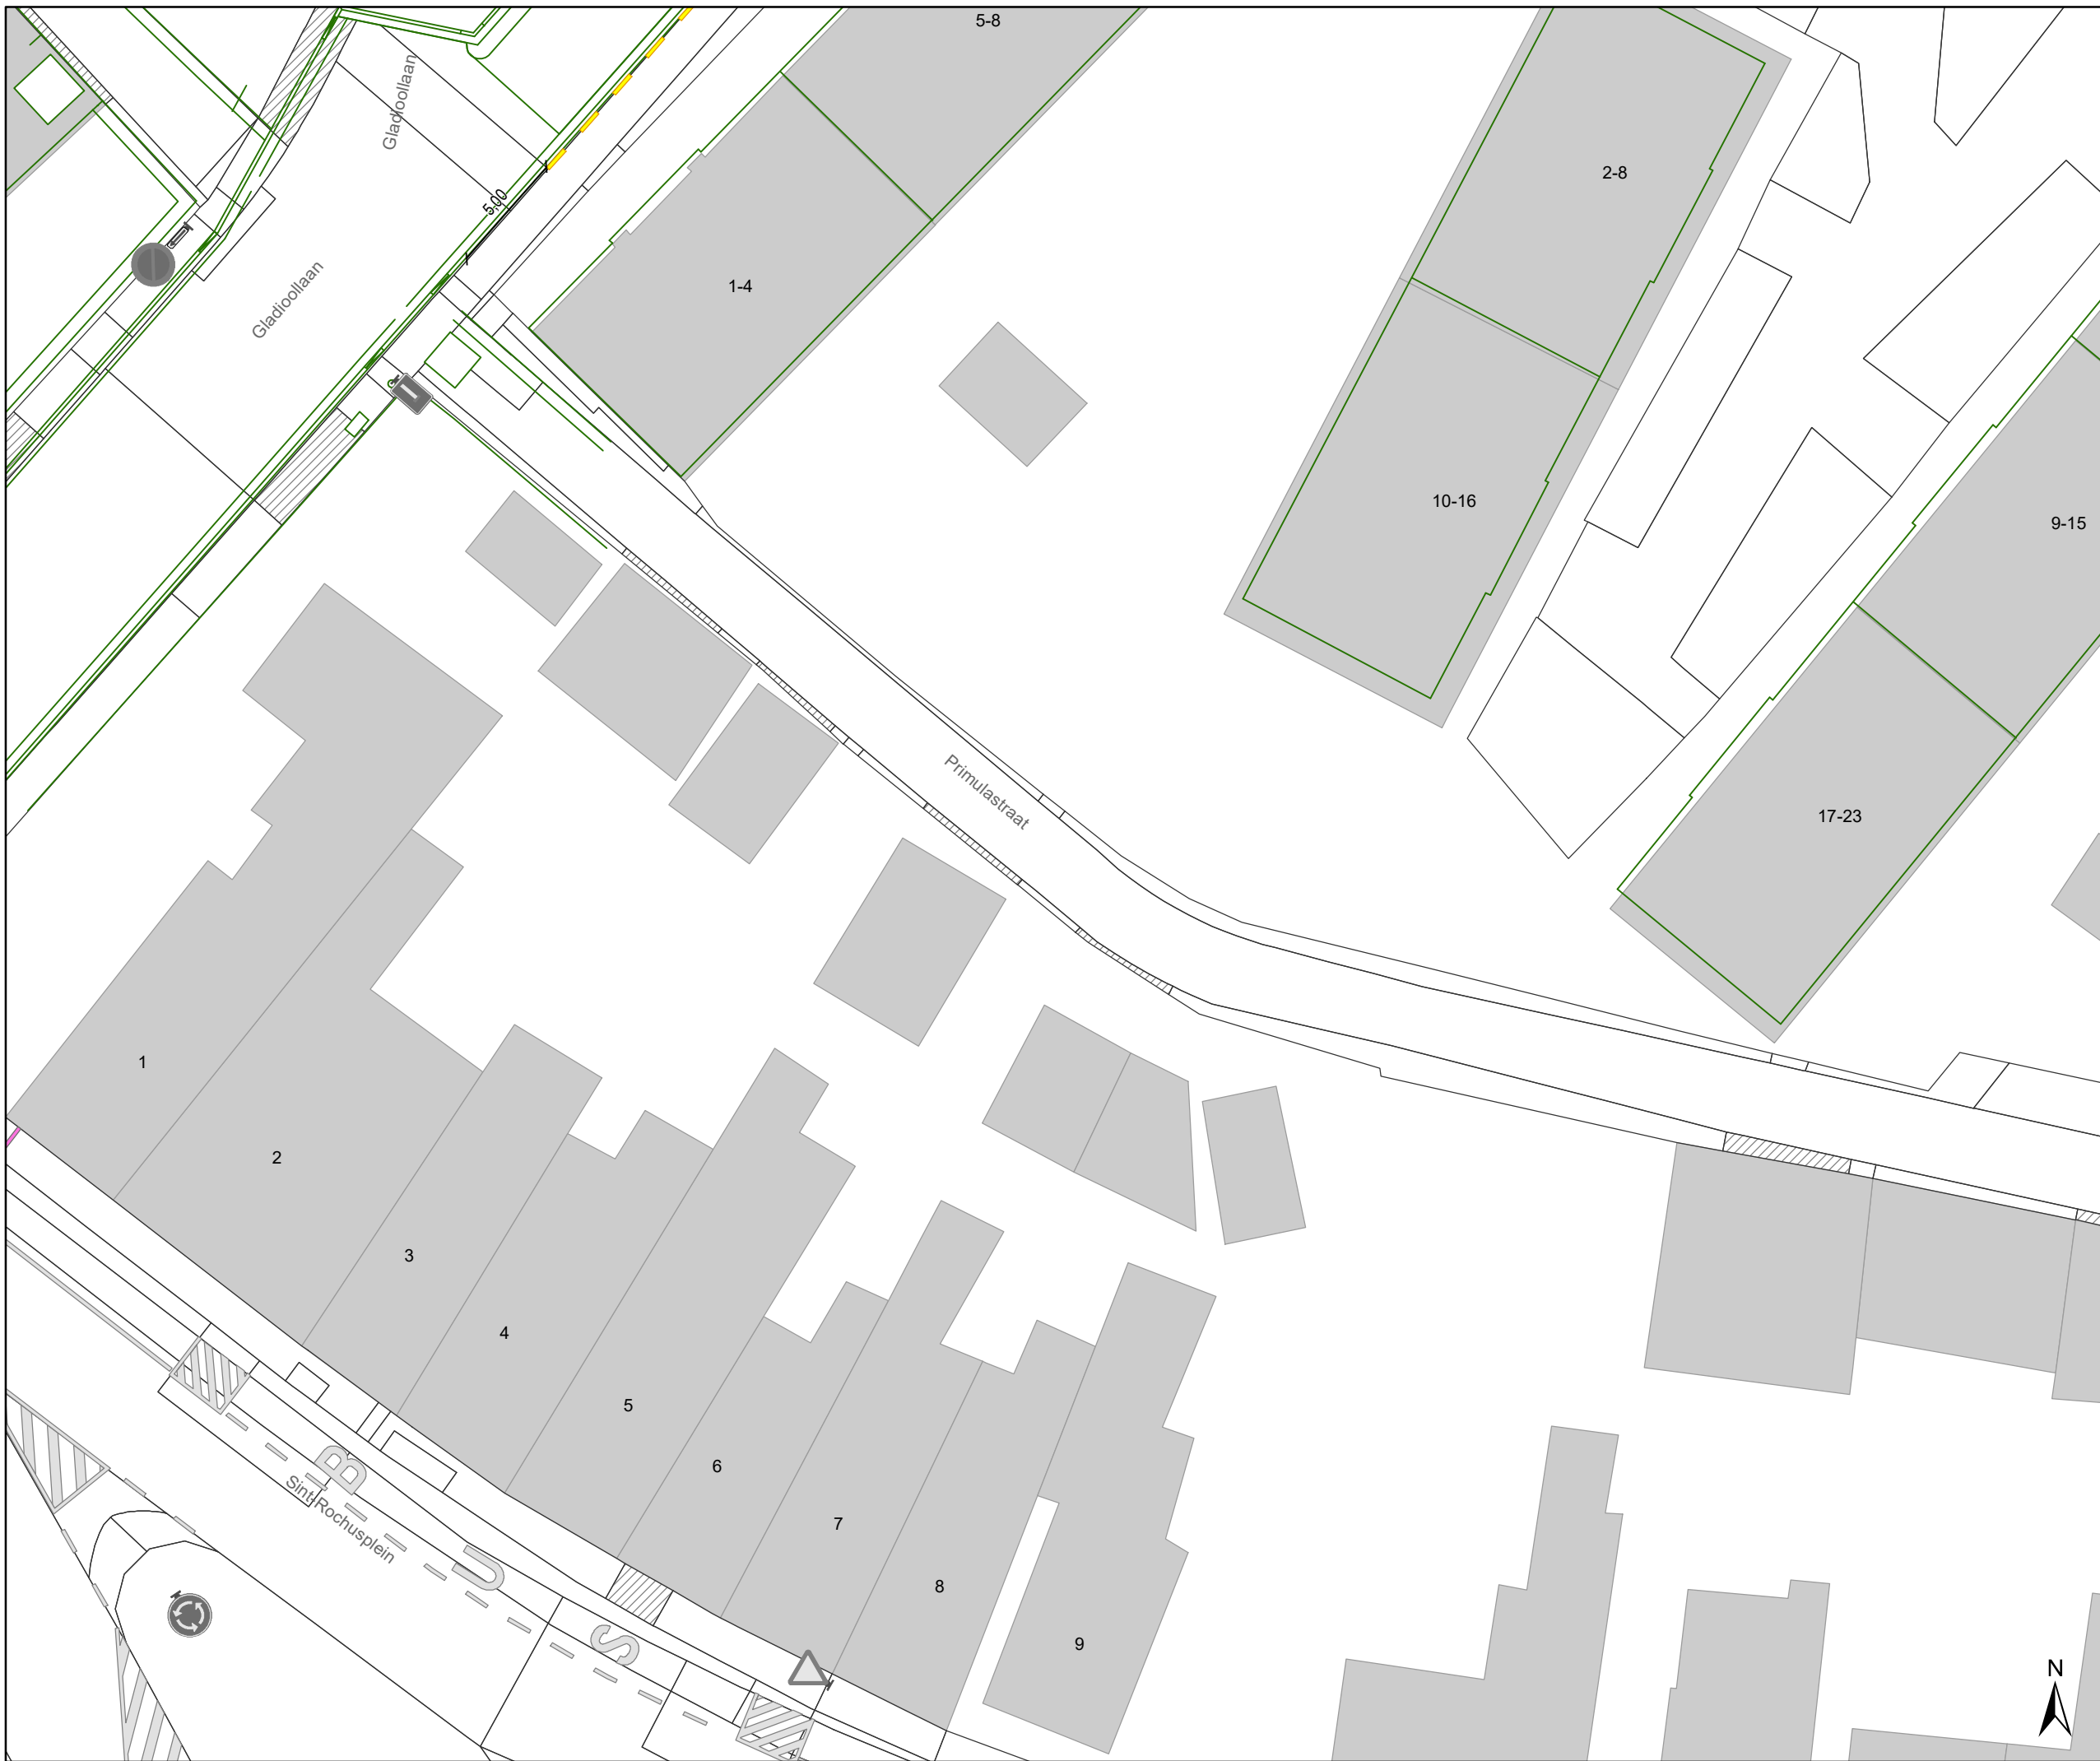 5-8
Gladioollaan
2-8
5,00
Gladioollaan
1-4
10-16
9-15
Primulastraat
17-23
1
2
3
4
5
6
7
8
9
B
U
S
Sint-Rochusplein
N